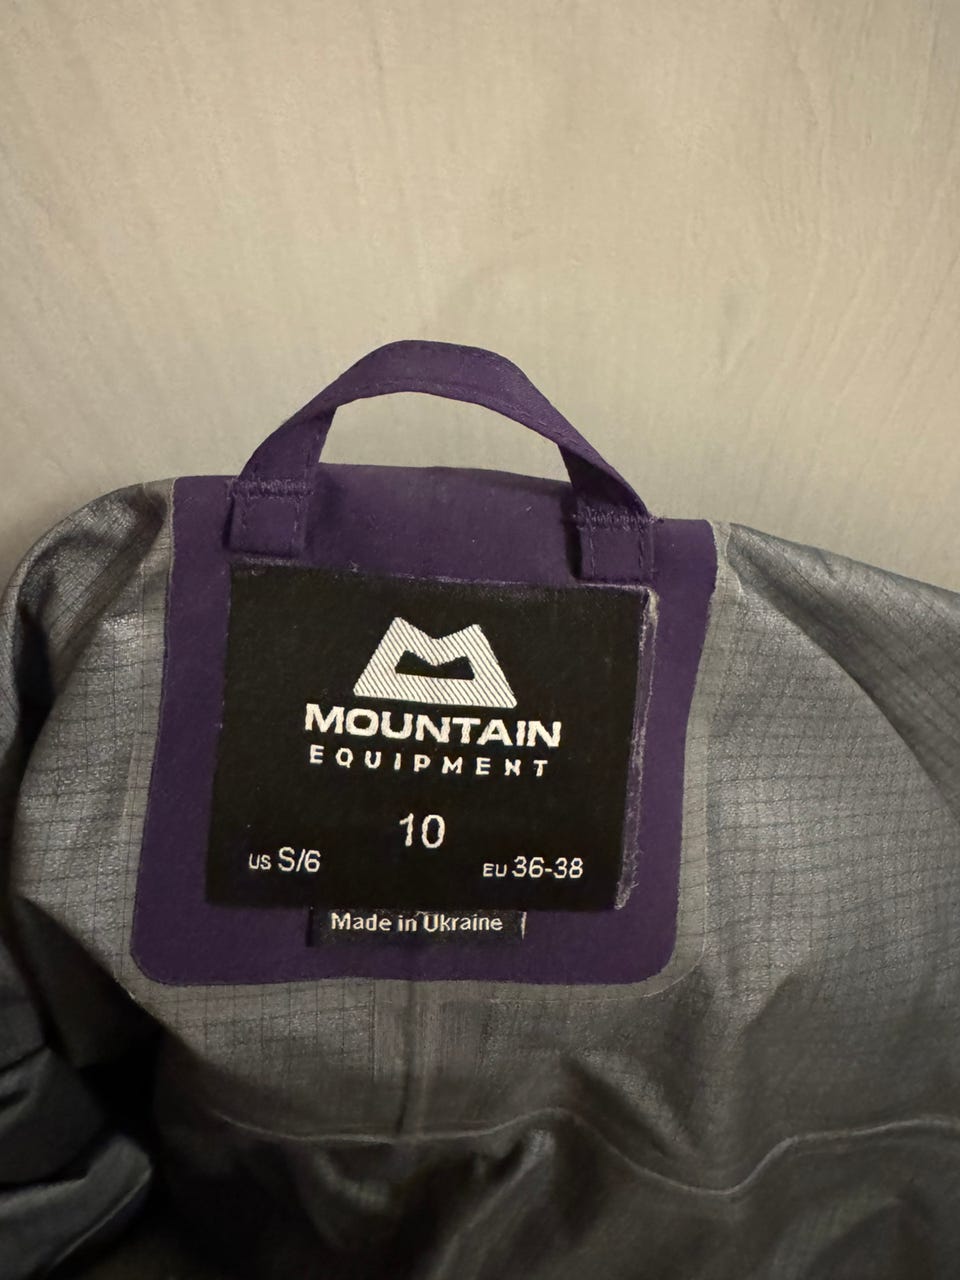 MOUNTAIN
EQUIPMENT
10
US S/6
EU 36-38
Made in Ukraine